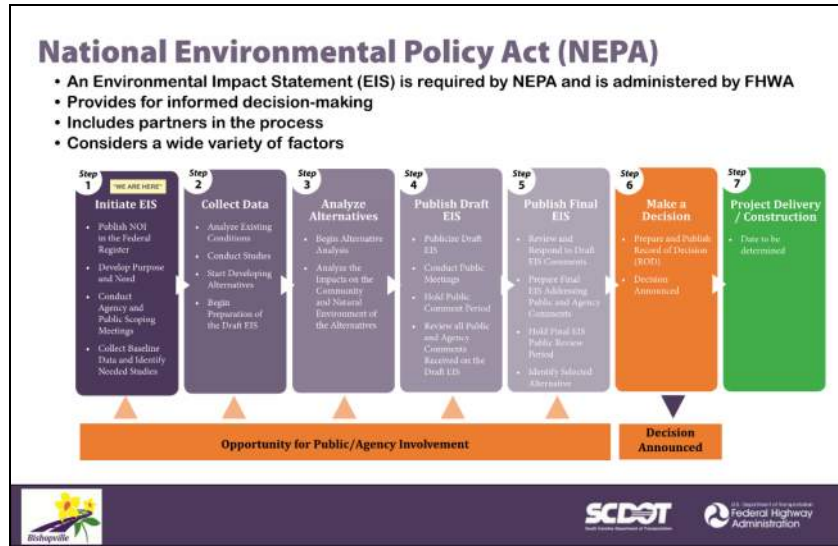 National Environmental Policy Act (NEPA)
• An Environmental Impact Statement (EIS) is required by NEPA and is administered by FHWA
• Provides for informed decision-making
• Includes partners in the process
• Considers a wide variety of factors
Step
1
"WE ARE HERE"
Initiate EIS
• Publish NOI
in the Federal
Register
• Develop Purpose
and Need
• Conduct
Agency and
Public Scoping
Meetings
• Collect Baseline
Data and Identify
Needed Studies
Step
2
Collect Data
• Analyze Existing
Conditions
• Conduct Studies
• Start Developing
Alternatives
• Begin
Preparation of
the Draft EIS
Step
3
Analyze
Alternatives
• Begin Alternative
Analysis
• Analyze the
Impacts on the
Community
and Natural
Environment of
the Alternatives
Step
4
Publish Draft
EIS
• Publicize Draft
EIS
• Conduct Public
Meetings
• Hold Public
Comment Period
• Review all Public
and Agency
Comments
Received on the
Draft EIS
Step
5
Publish Final
EIS
• Review and
Respond to Draft
EIS Comments
• Prepare Final
EIS Addressing
Public and Agency
Comments
• Hold Final EIS
Public Review
Period
• Identify Selected
Alternative
Step
6
Make a
Decision
• Prepare and Publish
Record of Decision
(ROD)
• Decision
Announced
Step
7
Project Delivery
/ Construction
• Date to be
determined
Opportunity for Public/Agency Involvement
Decision
Announced
Bishopville
SCDOT
South Carolina Department of Transportation
U.S. Department of Transportation
Federal Highway
Administration